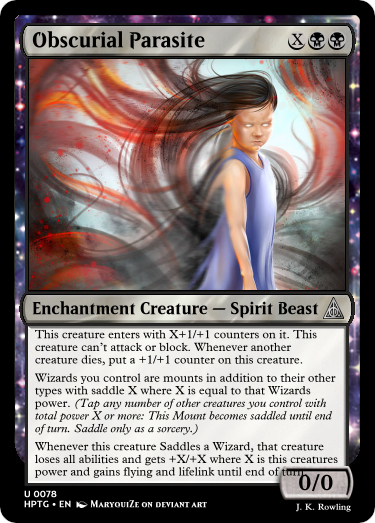 Obscurial Parasite X
Enchantment Creature — Spirit Beast
This creature enters with X+1/+1 counters on it. This
creature can't attack or block. Whenever another
creature dies, put a +1/+1 counter on this creature.
Wizards you control are mounts in addition to their other
types with saddle X where X is equal to that Wizards
power. (Tap any number of other creatures you control with
total power X or more: This Mount becomes saddled until end
of turn. Saddle only as a sorcery.)
Whenever this creature Saddles a Wizard, that creature
loses all abilities and gets +X/+X where X is this creatures
power and gains flying and lifelink until end of turn.
0/0
U 0078
HPTG • EN MaryouiZe on deviant art
J. K. Rowling